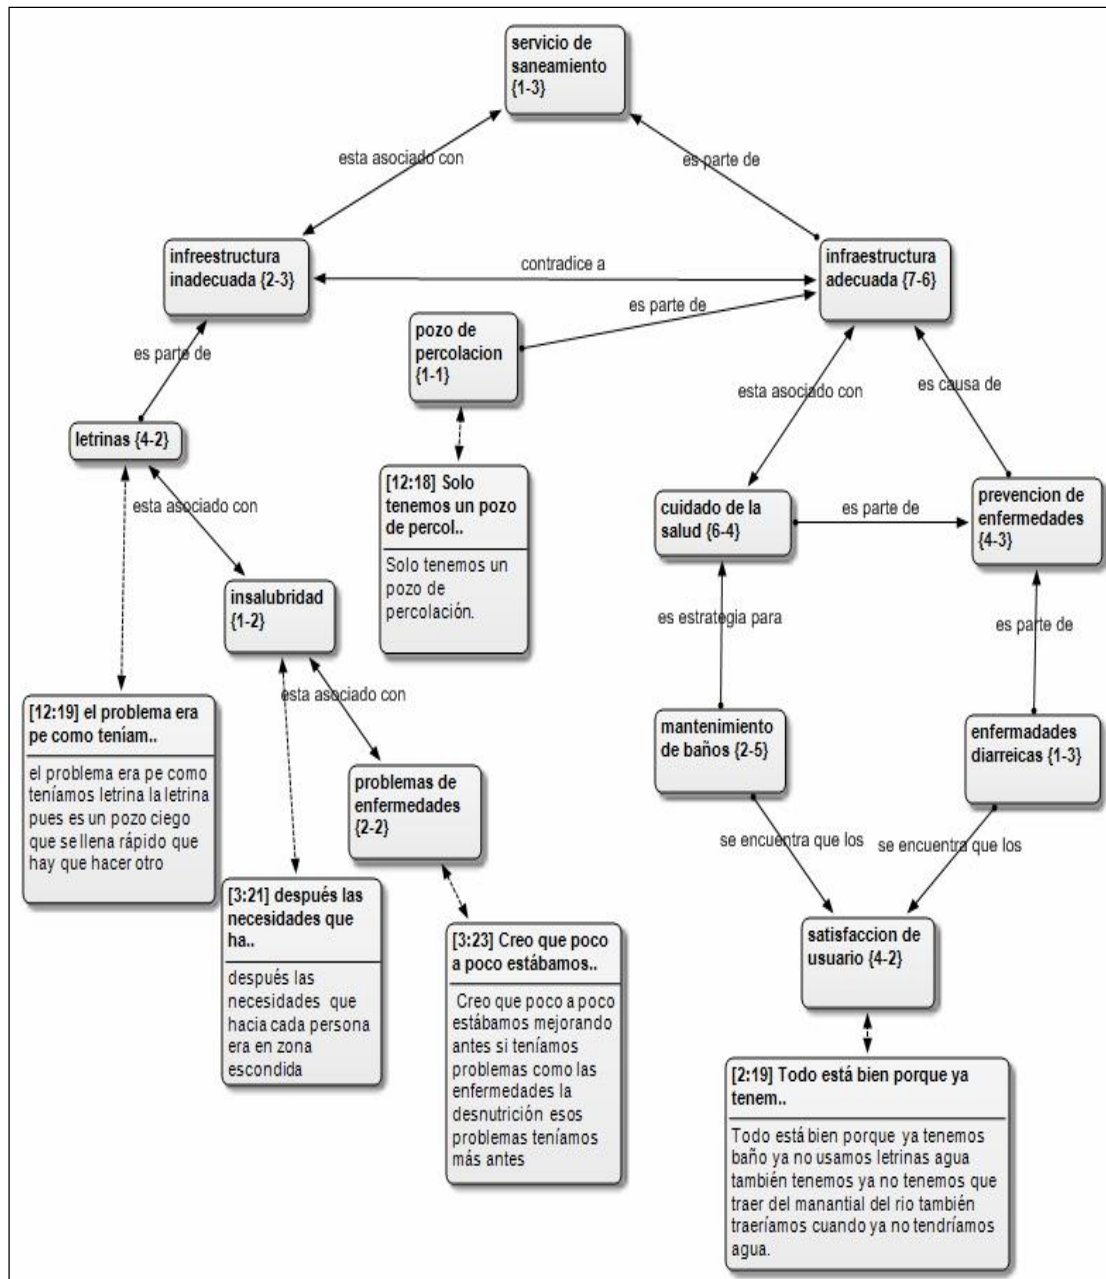 servicio de
saneamiento
{1-3}
esta asociado con
es parte de
infreestructura
inadecuada {2-3}
contradice a
infraestructura
adecuada {7-6}
es parte de
pozo de
percolacion
{1-1}
es parte de
esta asociado con
es causa de
letrinas {4-2}
[12:18] Solo
tenemos un pozo
de percol..
Solo tenemos un
pozo de
percolación.
cuidado de la
salud {6-4}
es parte de
prevencion de
enfermedades
{4-3}
esta asociado con
insalubridad
{1-2}
es estrategia para
es parte de
esta asociado con
[12:19] el problema era
pe como teníam..
el problema era pe como
teníamos letrina la letrina
pues es un pozo ciego
que se llena rápido que
hay que hacer otro
mantenimiento
de baños {2-5}
enfermadades
diarreicas {1-3}
problemas de
enfermedades
{2-2}
se encuentra que los
se encuentra que los
[3:21] después las
necesidades que
ha..
después las
necesidades que
hacia cada persona
era en zona
escondida
[3:23] Creo que poco
a poco estábamos..
Creo que poco a poco
estábamos mejorando
antes si teníamos
problemas como las
enfermedades la
desnutrición esos
problemas teníamos
más antes
satisfaccion de
usuario {4-2}
[2:19] Todo está bien porque ya
tenem..
Todo está bien porque ya tenemos
baño ya no usamos letrinas agua
también tenemos ya no tenemos que
traer del manantial del rio también
traeríamos cuando ya no tendríamos
agua.